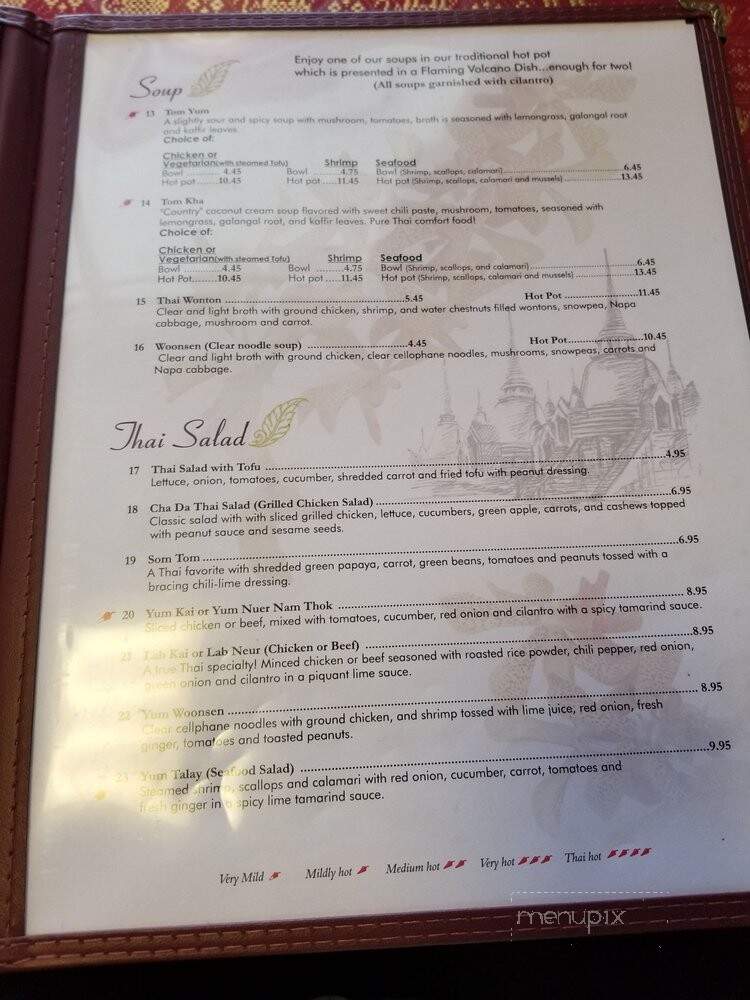 Enjoy one of our soups in our traditional hot pot
which is presented in a Flaming Volcano Dish...enough for two!
(All soups garnished with cilantro)
Soup
13 Tom Yum
A slightly sour and spicy soup with mushroom, tomatoes, broth is seasoned with lemongrass, galangal root
and kaffir leaves.
Choice of:
Chicken or
Vegetarian(with steamed Tofu) Shrimp Seafood
Bowl ............4.45 Bowl ............4.75 Bowl (Shrimp, scallops, calamari)............6.45
Hot pot.......10.45 Hot pot .....11.45 Hot pot (Shrimp, scallops, calamari and mussels)............13.45
14 Tom Kha
"Country" coconut cream soup flavored with sweet chili paste, mushroom, tomatoes, seasoned with
lemongrass, galangal root, and kaffir leaves. Pure Thai comfort food!
Choice of:
Chicken or
Vegetarian(with steamed Tofu) Shrimp Seafood
Bowl ............4.45 Bowl .........4.75 Bowl (Shrimp, scallops, and calamari)............6.45
Hot Pot........10.45 Hot pot .....11.45 Hot pot (Shrimp, scallops, calamari and mussels) ............13.45
15 Thai Wonton ............5.45 Hot Pot ............11.45
Clear and light broth with ground chicken, shrimp, and water chestnuts filled wontons, snowpea, Napa
cabbage, mushroom and carrot.
16 Woonsen (Clear noodle soup) ............4.45 Hot Pot............10.45
Clear and light broth with ground chicken, clear cellophane noodles, mushrooms, snowpeas, carrots and
Napa cabbage.
Thai Salad
17 Thai Salad with Tofu ............4.95
Lettuce, onion, tomatoes, cucumber, shredded carrot and fried tofu with peanut dressing.
18 Cha Da Thai Salad (Grilled Chicken Salad)............6.95
Classic salad with with sliced grilled chicken, lettuce, cucumbers, green apple, carrots, and cashews topped
with peanut sauce and sesame seeds.
19 Som Tom............6.95
A Thai favorite with shredded green papaya, carrot, green beans, tomatoes and peanuts tossed with a
bracing chili-lime dressing.
20 Yum Kai or Yum Nuer Nam Thok ............ 8.95
Sliced chicken or beef, mixed with tomatoes, cucumber, red onion and cilantro with a spicy tamarind sauce.
21 Lab Kai or Lab Neur (Chicken or Beef) ............8.95
A true Thai specialty! Minced chicken or beef seasoned with roasted rice powder, chili pepper, red onion,
green onion and cilantro in a piquant lime sauce.
22 Yum Woonsen ............ 8.95
Clear cellphane noodles with ground chicken, and shrimp tossed with lime juice, red onion, fresh
ginger, tomatoes and toasted peanuts.
23 Yum Talay (Seafood Salad) ............9.95
Steamed shrimp, scallops and calamari with red onion, cucumber, carrot, tomatoes and
fresh ginger in a spicy lime tamarind sauce.
Very Mild Mildly hot Medium hot Very hot Thai hot
menupix